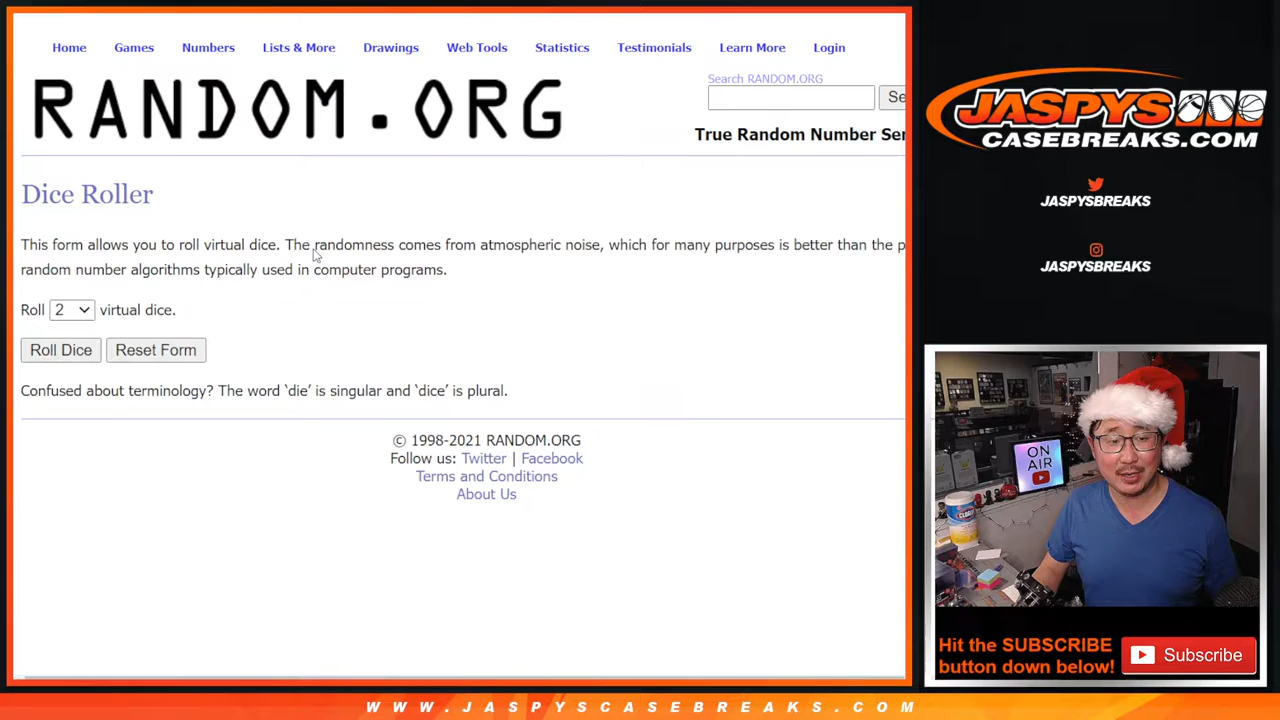 Home Games Numbers Lists & More Drawings Web Tools Statistics Testimonials Learn More Login
RANDOM.ORG
Search RANDOM.ORG
Se
True Random Number Ser
Dice Roller
This form allows you to roll virtual dice. The randomness comes from atmospheric noise, which for many purposes is better than the p
random number algorithms typically used in computer programs.
Roll 2 virtual dice.
Roll Dice Reset Form
Confused about terminology? The word ‘die’ is singular and ‘dice’ is plural.
© 1998-2021 RANDOM.ORG
Follow us: Twitter | Facebook
Terms and Conditions
About Us
JASPYS
CASEBREAKS.COM
JASPYSBREAKS
JASPYSBREAKS
ON
AIR
CLOROX
Hit the SUBSCRIBE
button down below!
Subscribe
WWW.JASPYSCASEBREAKS.COM